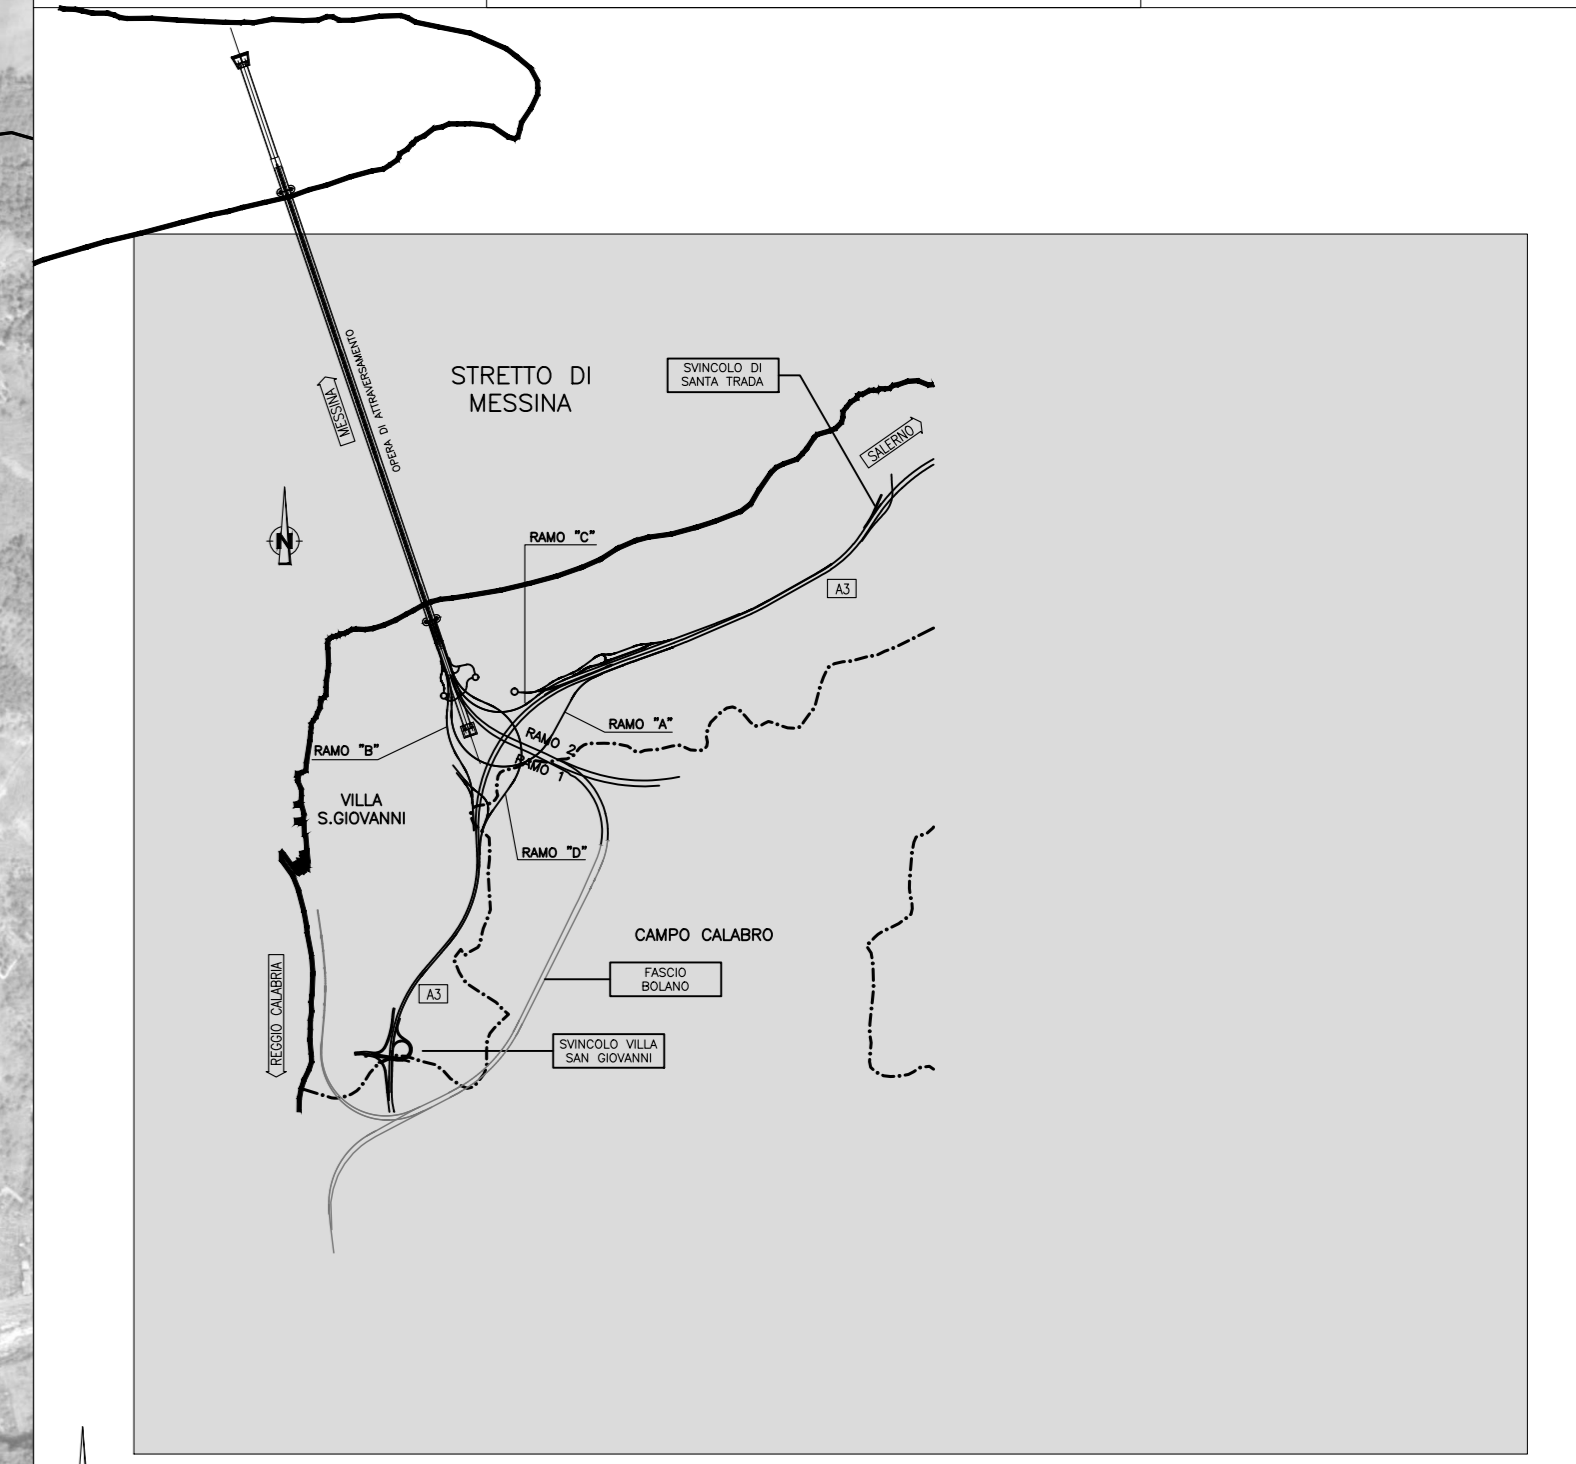 OPERA DI ATTRAVERSAMENTO
MESSINA
STRETTO DI
MESSINA
SVINCOLO DI
SANTA TRADA
SALERNO
N
RAMO "C"
A3
RAMO "A"
RAMO 2
RAMO "B"
RAMO 1
VILLA
S.GIOVANNI
RAMO "D"
CAMPO CALABRO
FASCIO
BOLANO
REGGIO CALABRIA
A3
SVINCOLO VILLA
SAN GIOVANNI